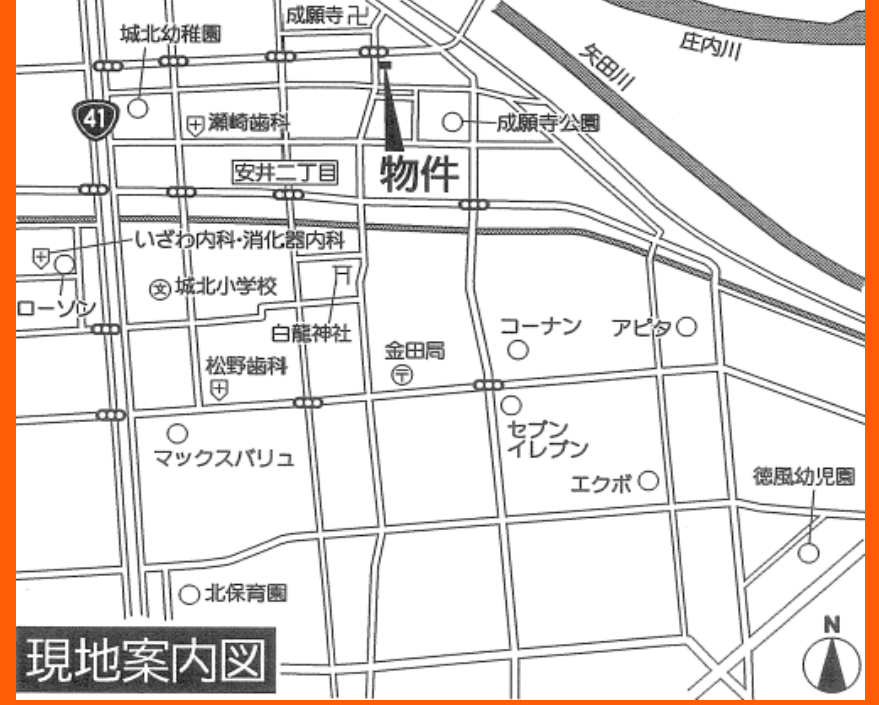 成願寺
城北幼稚園
庄内川
矢田川
41
瀬崎歯科
成願寺公園
安井二丁目
物件
いざわ内科・消化器内科
城北小学校
ローソン
白龍神社
コーナン
アピタ
金田局
松野歯科
セブン
イレブン
マックスバリュ
エクボ
徳風幼児園
北保育園
N
現地案内図